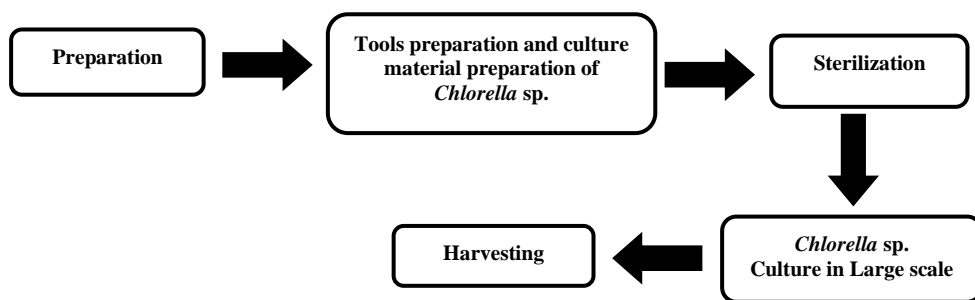 Preparation
Tools preparation and culture
material preparation of
Chlorella sp.
Sterilization
Chlorella sp.
Culture in Large scale
Harvesting